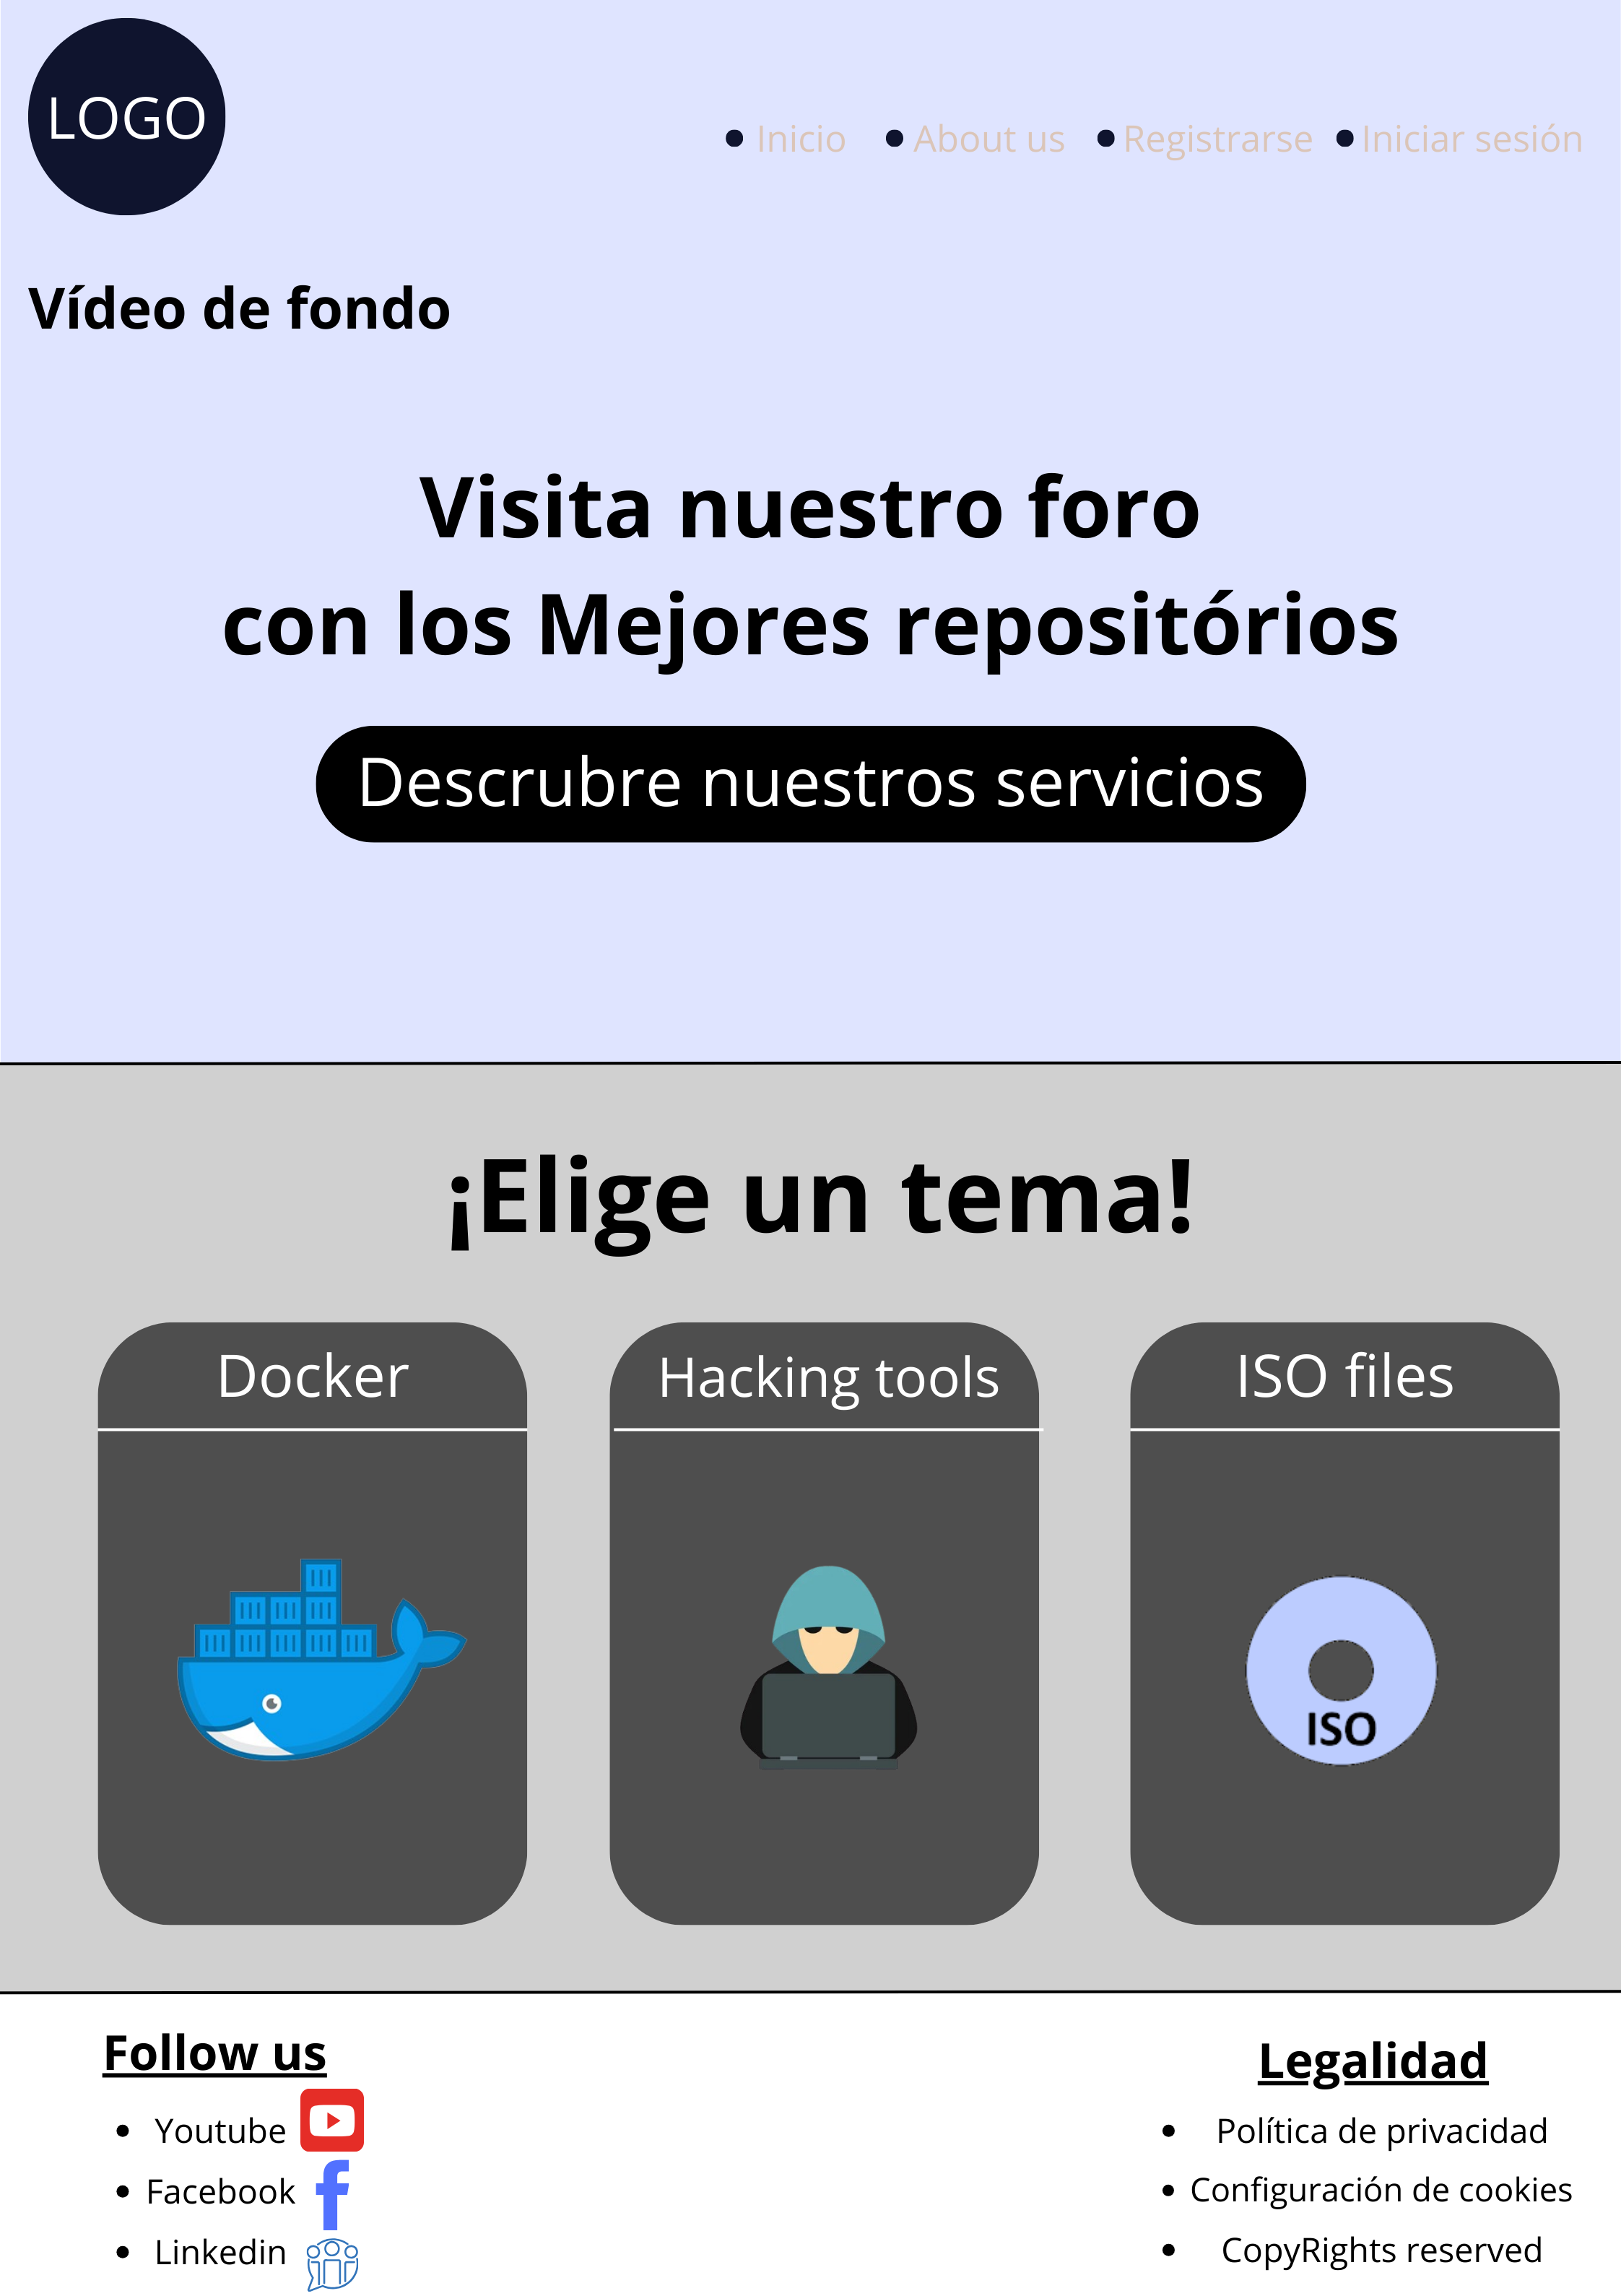 LOGO
Inicio About us Registrarse Iniciar sesión
Vídeo de fondo
Visita nuestro foro
con los Mejores repositórios
Descrubre nuestros servicios
¡Elige un tema!
Docker
Hacking tools
ISO files
ISO
Follow us
Youtube
Facebook
Linkedin
Legalidad
Política de privacidad
Configuración de cookies
CopyRights reserved